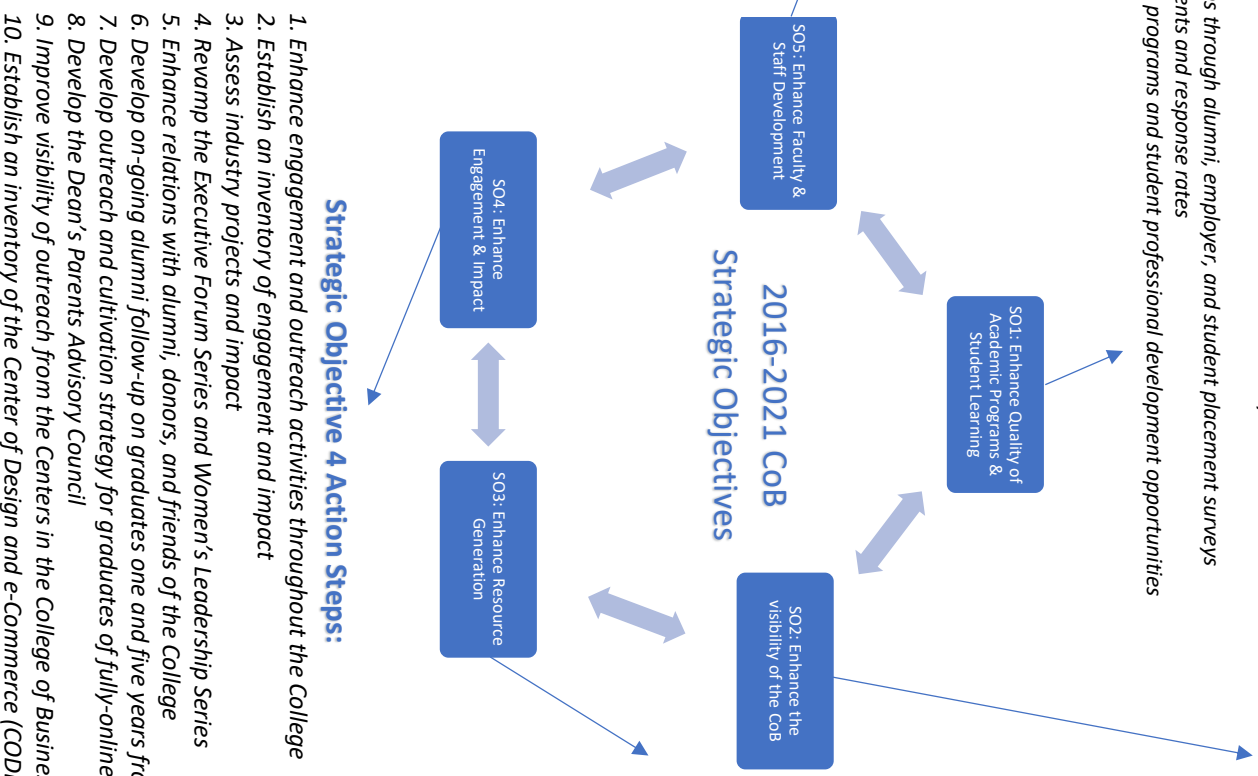 s through alumni, employer, and student placement surveys
ents and response rates
programs and student professional development opportunities
SO1: Enhance Quality of
Academic Programs &
Student Learning
SO5: Enhance Faculty &
Staff Development
2016-2021 CoB
Strategic Objectives
SO2: Enhance the
visibility of the CoB
SO4: Enhance
Engagement & Impact
SO3: Enhance Resource
Generation
Strategic Objective 4 Action Steps:
1. Enhance engagement and outreach activities throughout the College
2. Establish an inventory of engagement and impact
3. Assess industry projects and impact
4. Revamp the Executive Forum Series and Women's Leadership Series
5. Enhance relations with alumni, donors, and friends of the College
6. Develop on-going alumni follow-up on graduates one and five years fr
7. Develop outreach and cultivation strategy for graduates of fully-online
8. Develop the Dean's Parents Advisory Council
9. Improve visibility of outreach from the Centers in the College of Busine
10. Establish an inventory of the Center of Design and e-Commerce (COD